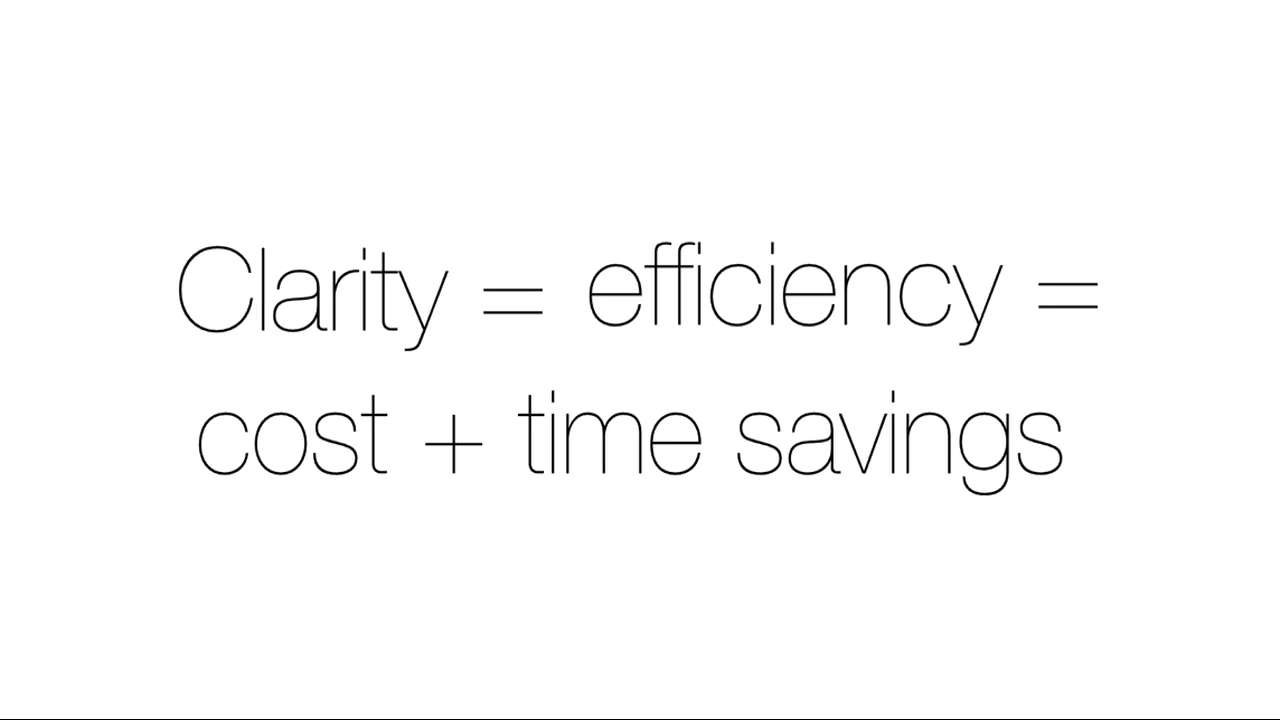 Clarity = efficiency =
cost + time savings